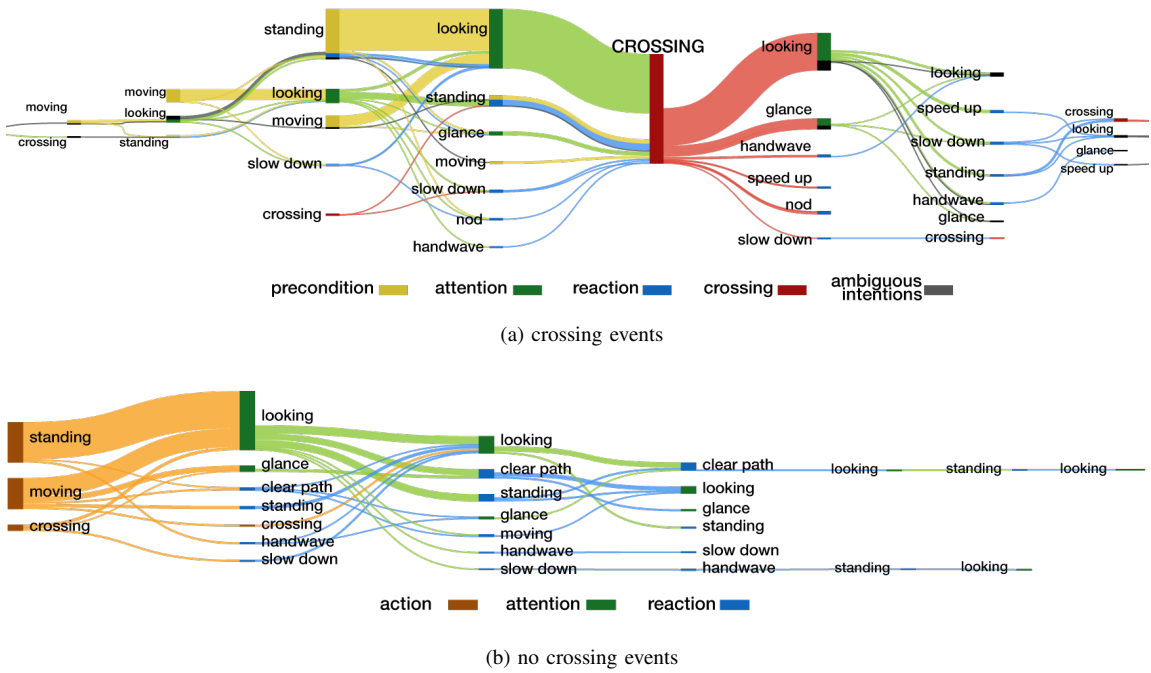 standing
looking
CROSSING
looking
looking
moving
looking
standing
glance
speed up
crossing
moving
looking
moving
handwave
slow down
looking
crossing
standing
glance
glance
slow down
moving
speed up
standing
speed up
slow down
nod
handwave
crossing
nod
glance
handwave
slow down
crossing
precondition
attention
reaction
crossing
ambiguous
intentions
(a) crossing events
looking
standing
looking
glance
clear path
looking
standing
looking
clear path
moving
clear path
standing
looking
standing
glance
glance
crossing
crossing
moving
standing
handwave
handwave
slow down
slow down
slow down
handwave
standing
looking
action
attention
reaction
(b) no crossing events